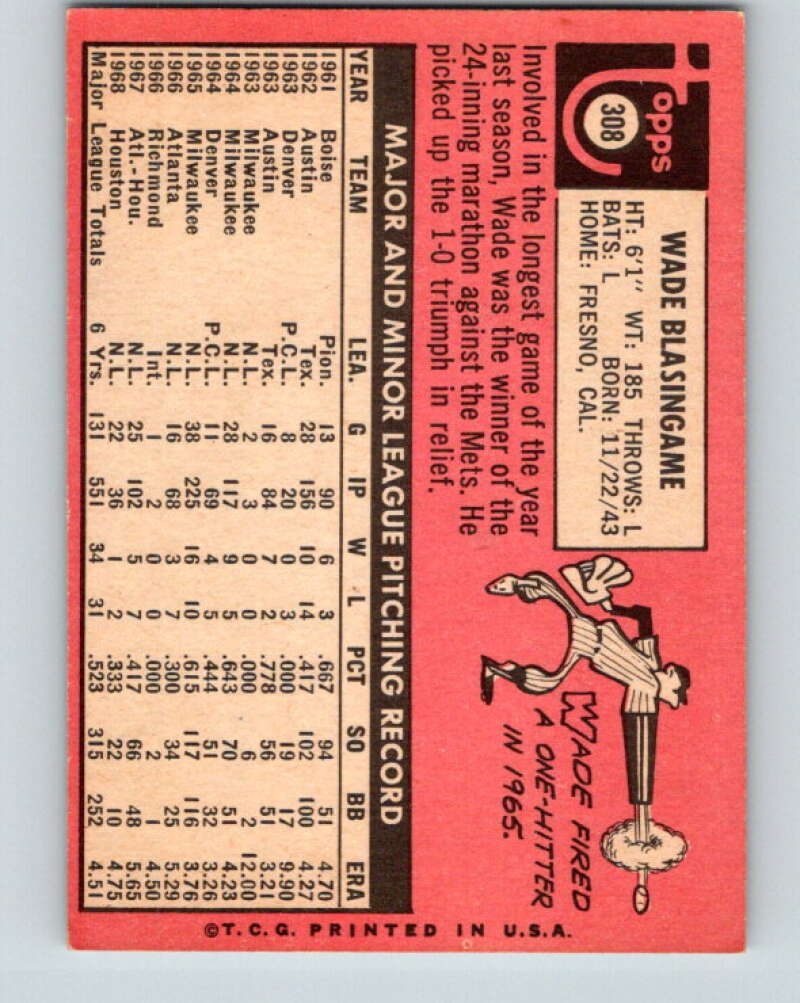 Topps
308
WADE BLASINGAME
HT: 6'1" WT: 185 THROWS: L
BATS: L BORN: 11/22/43
HOME: FRESNO, CAL.
Involved in the longest game of the year
last season, Wade was the winner of the
24-inning marathon against the Mets. He
picked up the 1-0 triumph in relief.
WADE FIRED
A ONE-HITTER
IN 1965.
MAJOR AND MINOR LEAGUE PITCHING RECORD
YEAR TEAM LEA. G IP W L PCT SO BB ERA
1961 Boise Pion. 13 90 6 3 .667 94 51 4.70
1962 Austin Tex. 28 156 10 14 .417 102 100 4.27
1963 Denver P.C.L. 8 20 0 3 .000 19 17 9.90
1963 Austin Tex. 16 84 7 2 .778 56 51 3.21
1963 Milwaukee N.L. 2 3 0 0 .000 6 2 12.00
1964 Milwaukee N.L. 28 117 9 5 .643 70 51 4.23
1964 Denver P.C.L. 11 69 4 5 .444 51 32 3.26
1965 Milwaukee N.L. 38 225 16 10 .615 117 116 3.76
1966 Atlanta N.L. 16 68 3 7 .300 34 25 5.29
1966 Richmond Int. 1 2 0 0 .000 2 1 4.50
1967 Atl.-Hou. N.L. 25 102 5 7 .417 66 48 5.65
1968 Houston N.L. 22 36 1 2 .333 22 10 4.75
Major League Totals 6 Yrs. 131 551 34 31 .523 315 252 4.51
©T.C.G. PRINTED IN U.S.A.